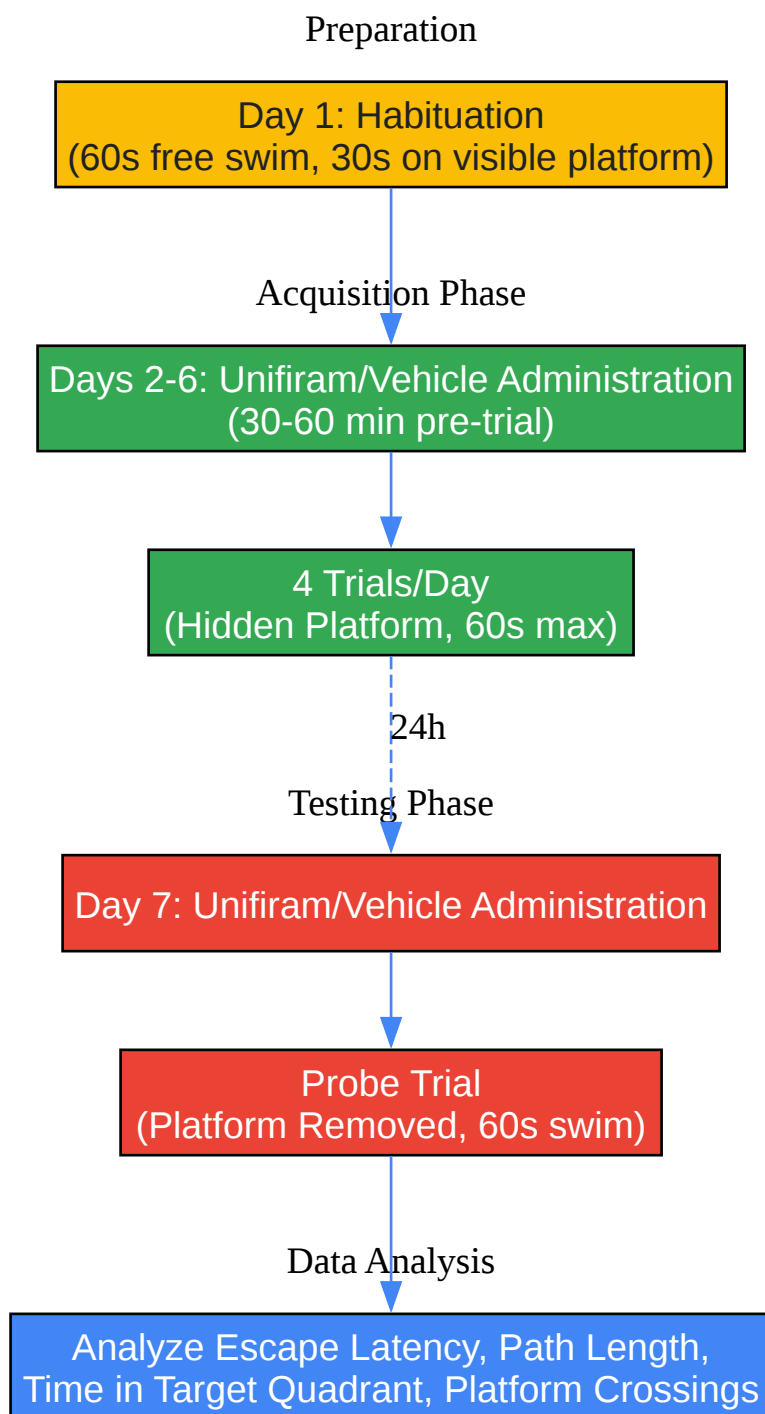 Preparation
Day 1: Habituation
(60s free swim, 30s on visible platform)
Acquisition Phase
Days 2-6: Unifiram/Vehicle Administration
(30-60 min pre-trial)
4 Trials/Day
(Hidden Platform, 60s max)
24h
Testing Phase
Day 7: Unifiram/Vehicle Administration
Probe Trial
(Platform Removed, 60s swim)
Data Analysis
Analyze Escape Latency, Path Length,
Time in Target Quadrant, Platform Crossings